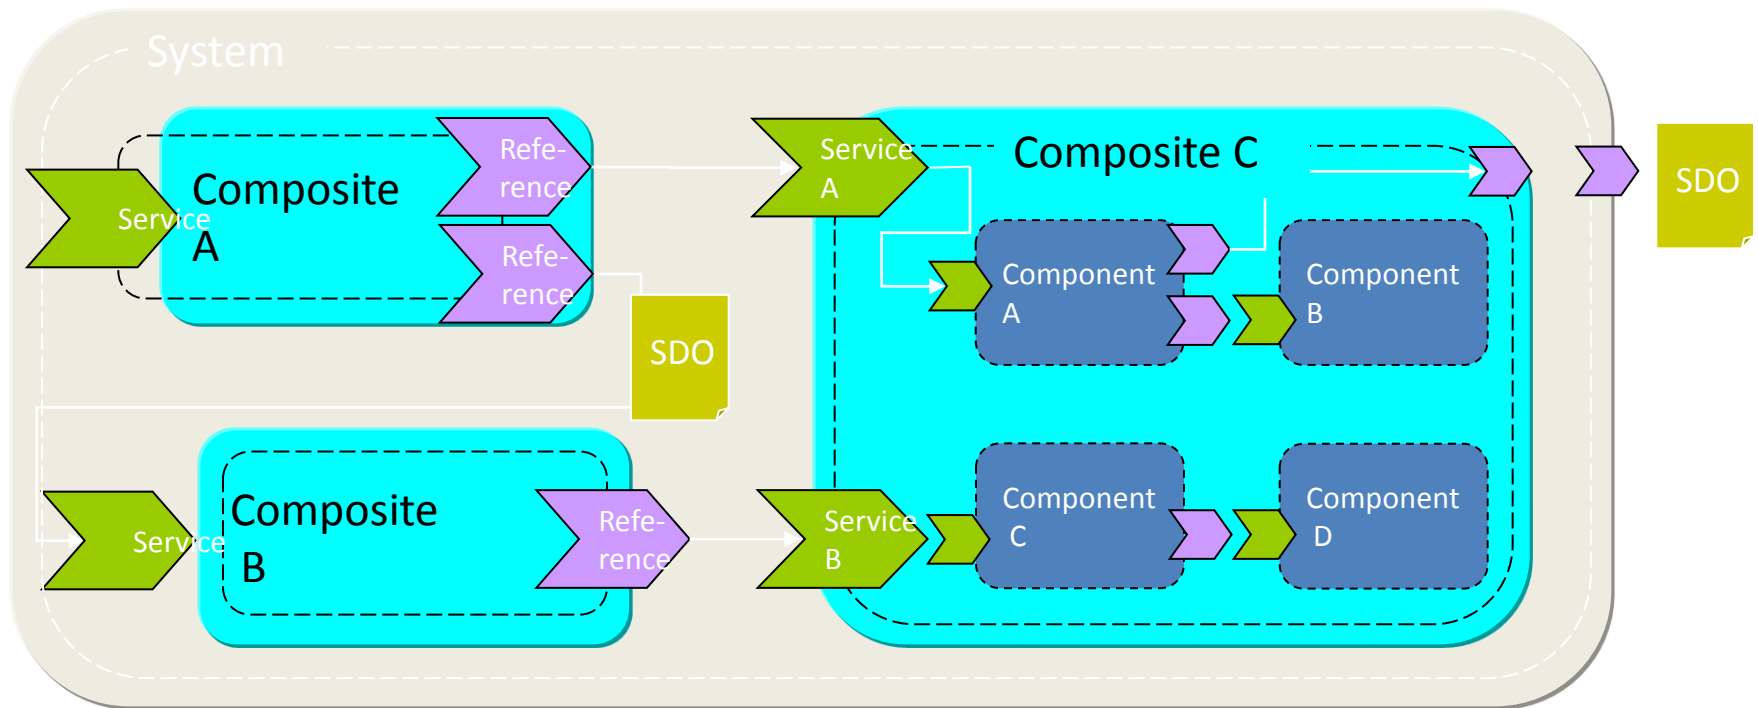 System
Service
Composite
A
Refe-
rence
Refe-
rence
SDO
Service
A
Composite C
Component
A
Component
B
SDO
Service
Composite
B
Refe-
rence
Service
B
Component
C
Component
D